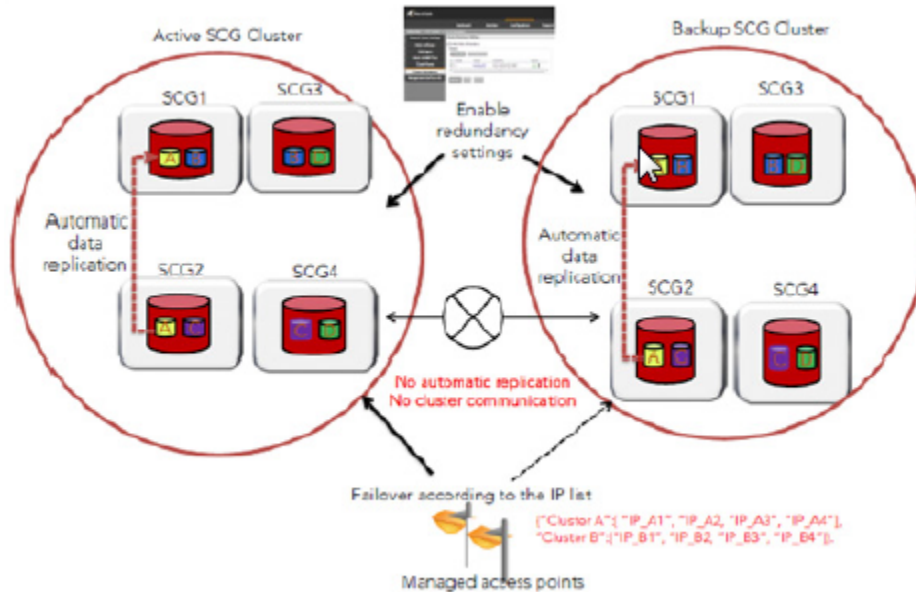 Active SCG Cluster
Backup SCG Cluster
SCG1
SCG3
A
B
B
D
Enable
redundancy
settings
SCG1
SCG3
B
B
D
Automatic
data
replication
SCG2
SCG4
A
C
C
D
Automatic
data
replication
SCG2
SCG4
A
C
C
D
No automatic replication
No cluster communication
Failover according to the IP list
{"Cluster A":[ "IP_A1", "IP_A2, "IP_A3", "IP_A4"],
"Cluster B":["IP_B1", "IP_B2, "IP_B3", "IP_B4"]}.
Managed access points